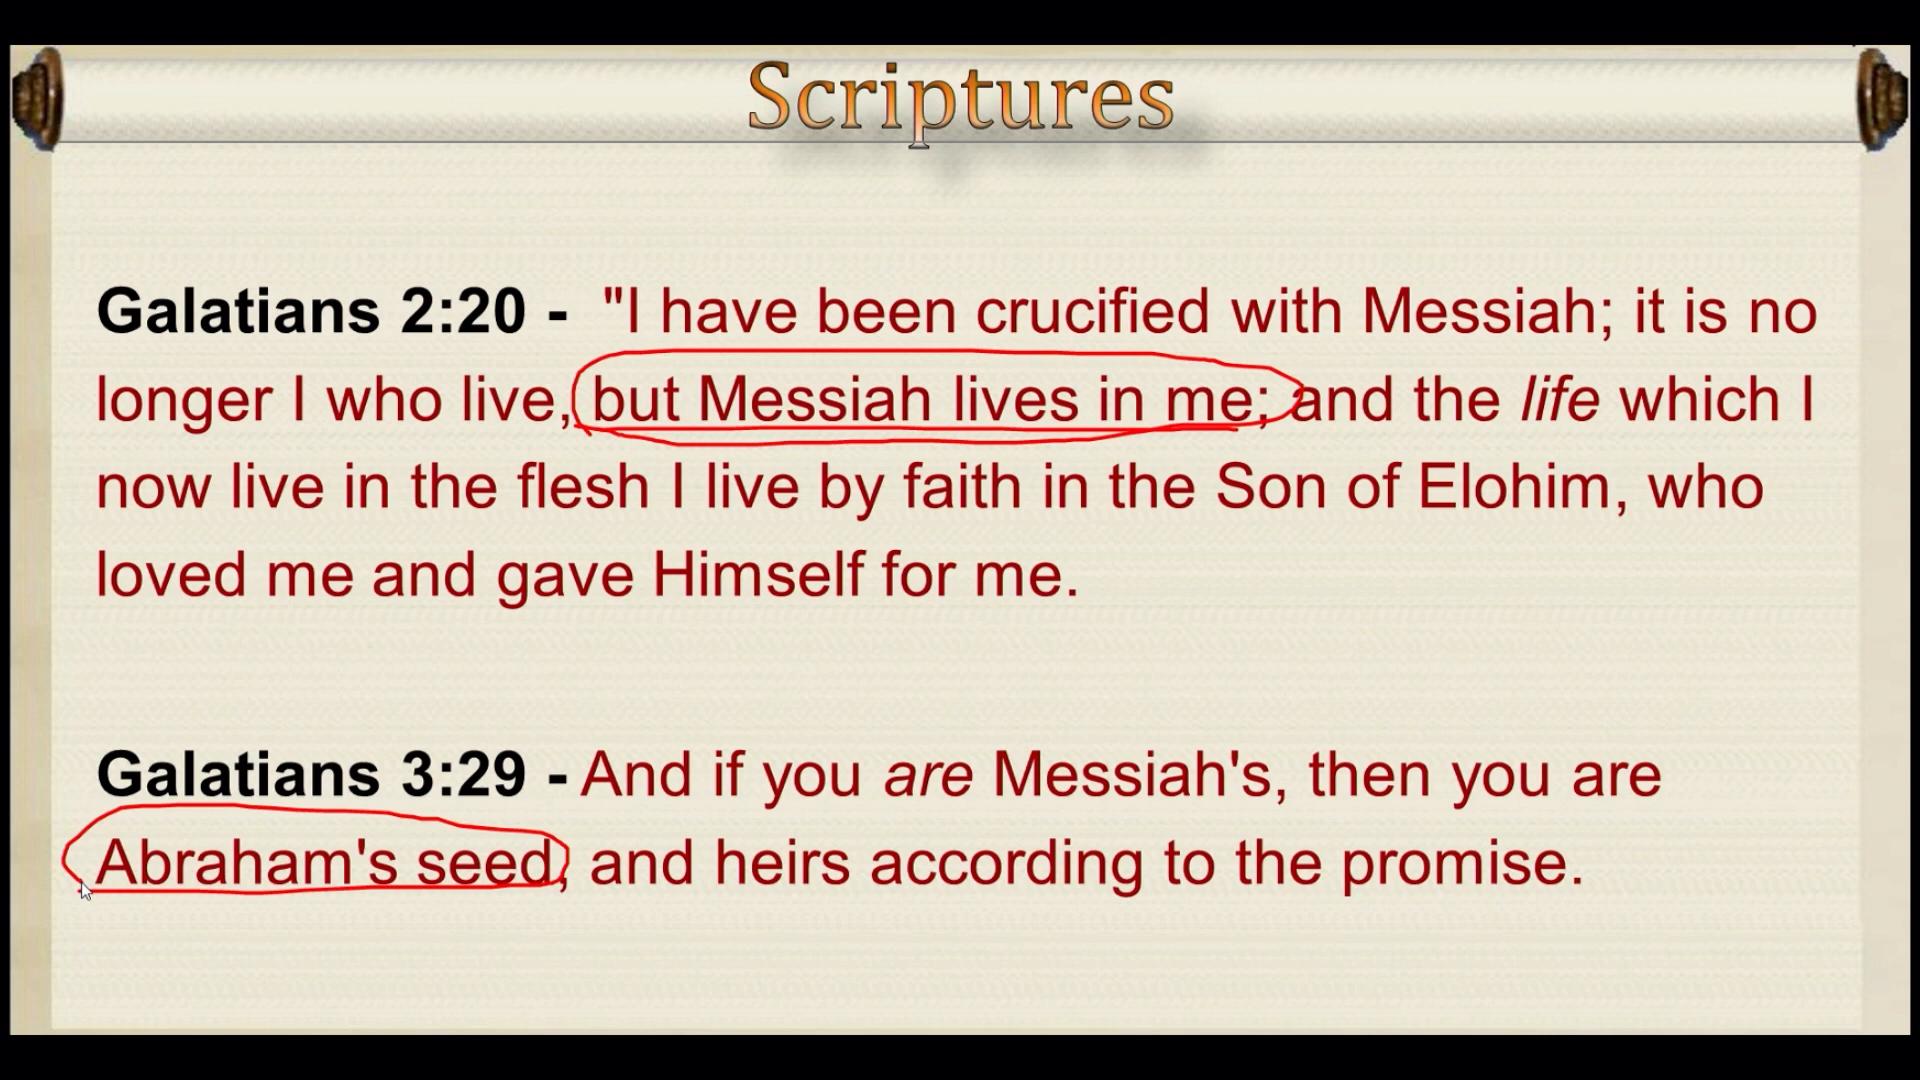 Scriptures
Galatians 2:20 - "I have been crucified with Messiah; it is no
longer I who live, but Messiah lives in me; and the life which I
now live in the flesh I live by faith in the Son of Elohim, who
loved me and gave Himself for me.
Galatians 3:29 - And if you are Messiah's, then you are
Abraham's seed, and heirs according to the promise.